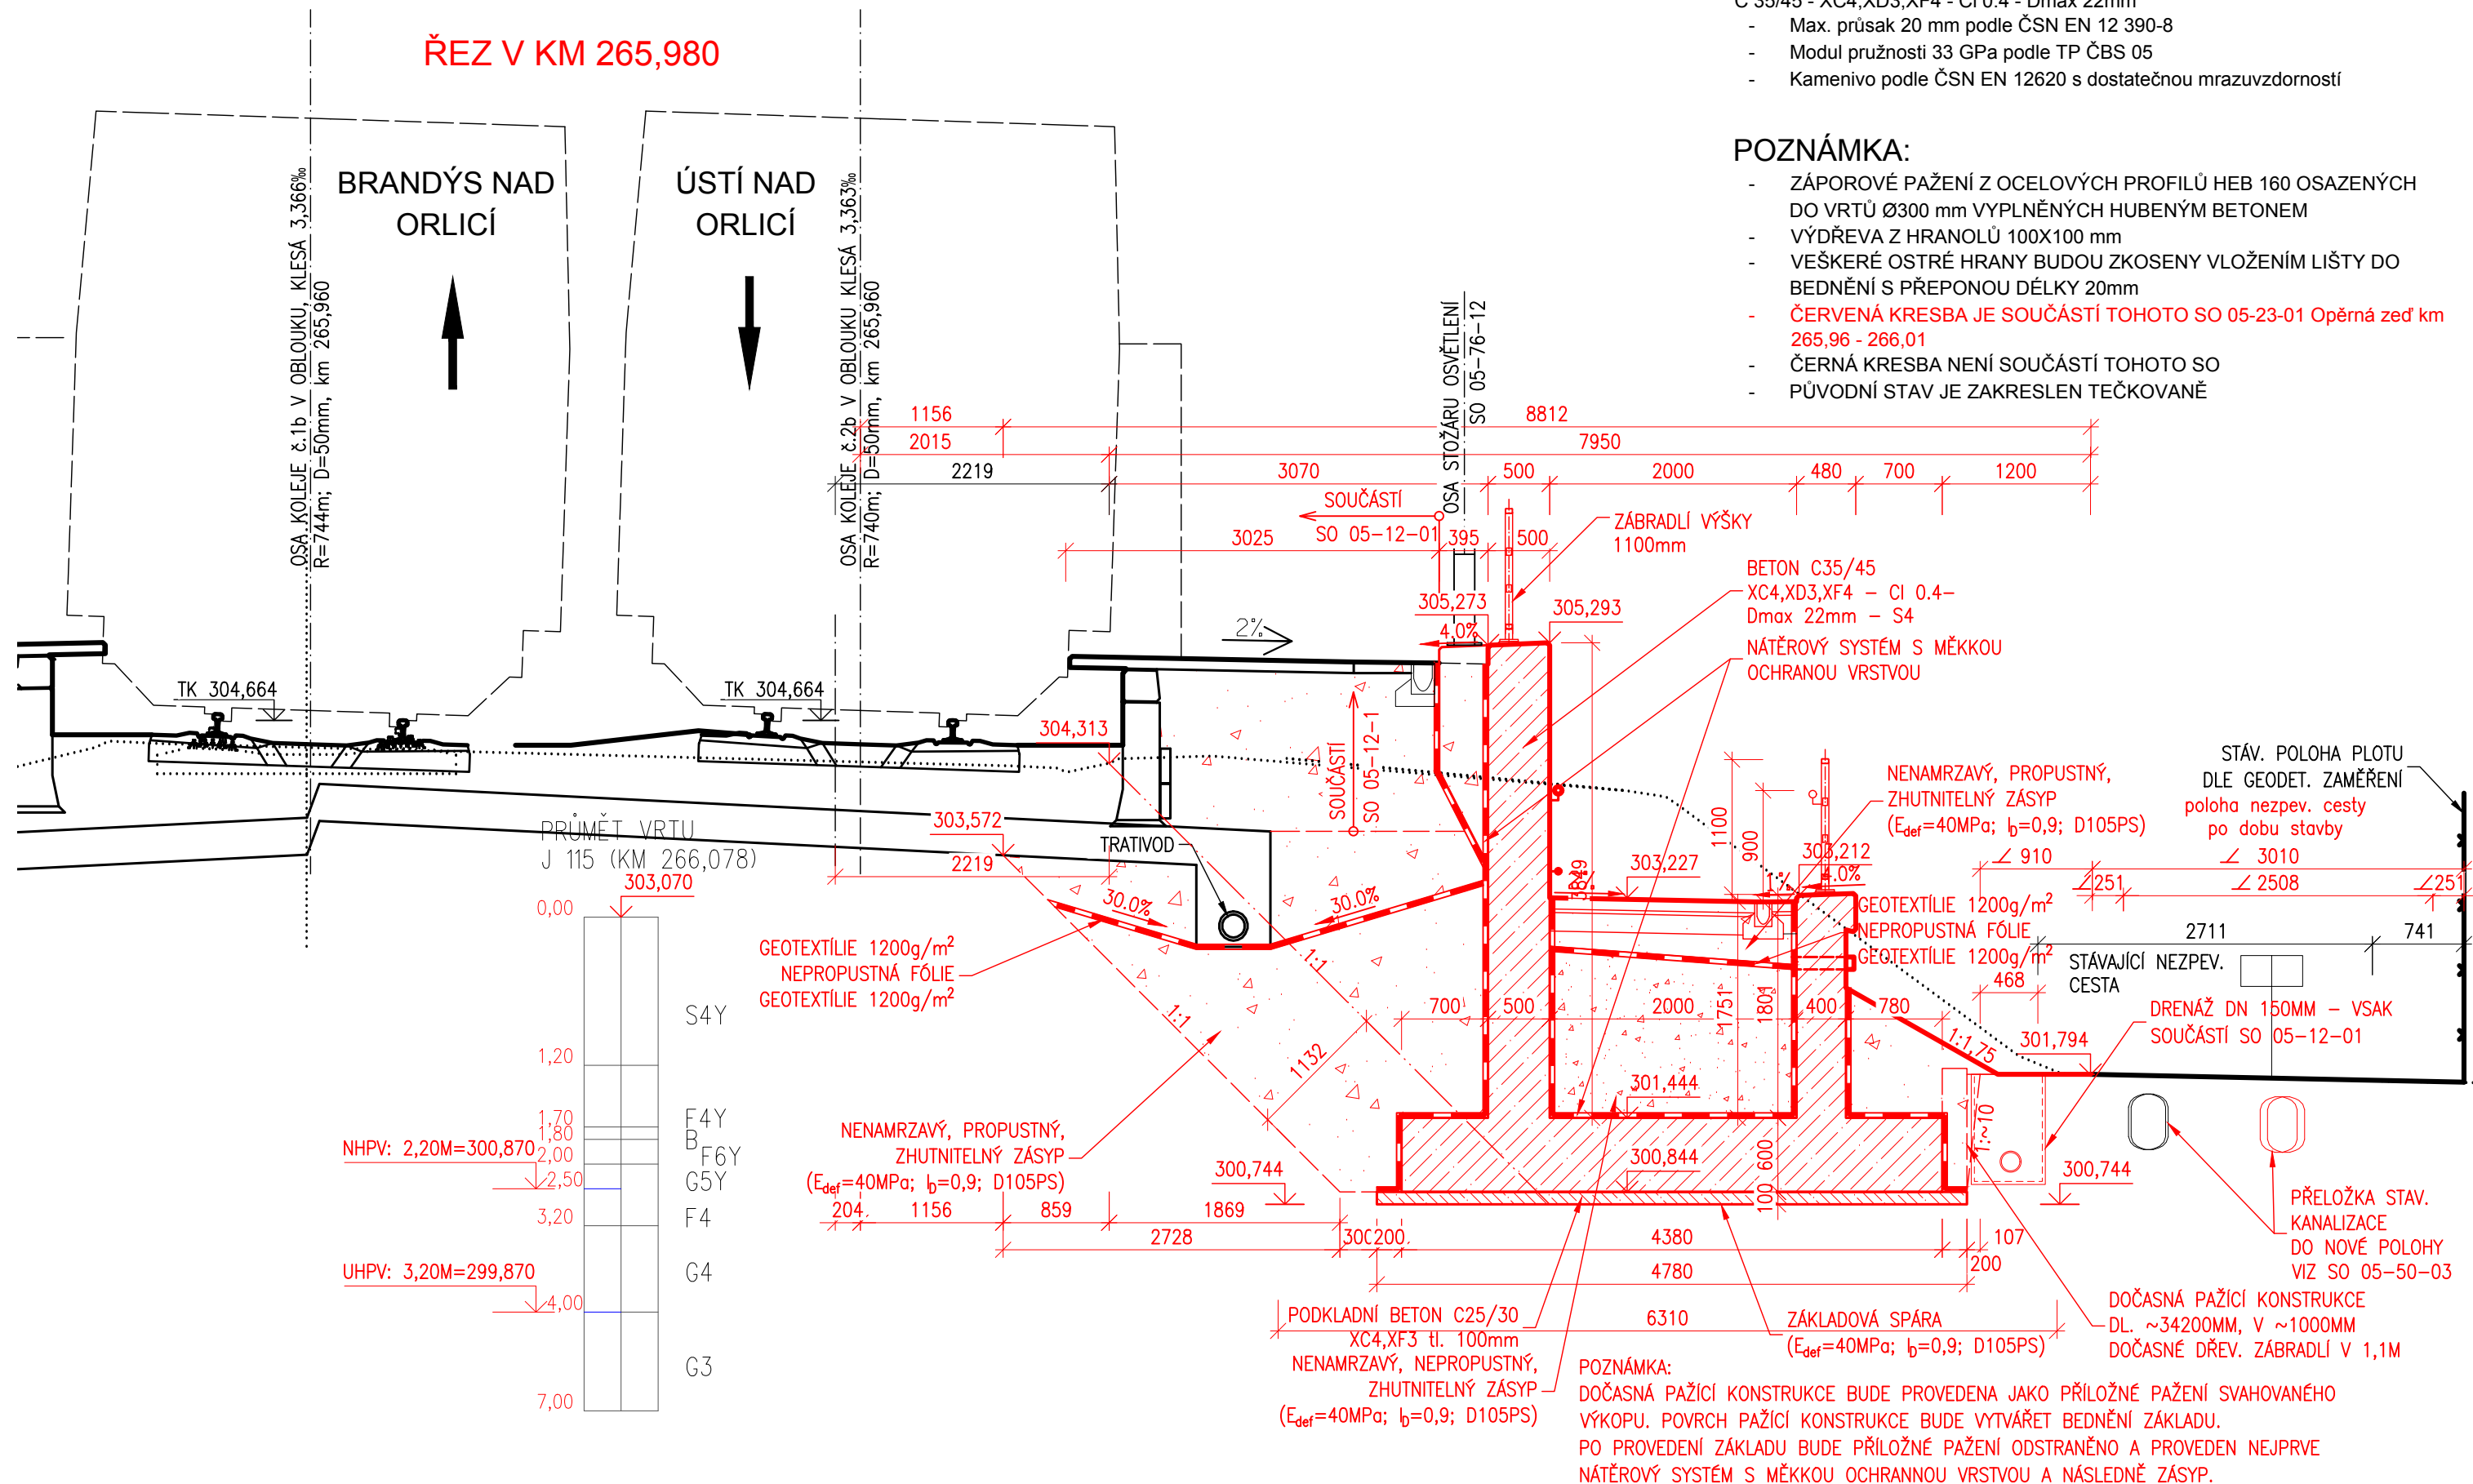 C 35/45 - XC4,XD3,XF4 - Cl 0.4 - Dmax 22mm
- Max. průsak 20 mm podle ČSN EN 12 390-8
- Modul pružnosti 33 GPa podle TP ČBS 05
- Kamenivo podle ČSN EN 12620 s dostatečnou mrazuvzdorností
POZNÁMKA:
- ZÁPOROVÉ PAŽENÍ Z OCELOVÝCH PROFILŮ HEB 160 OSAZENÝCH
DO VRTŮ Ø300 mm VYPLNĚNÝCH HUBENÝM BETONEM
- VÝDŘEVA Z HRANOLŮ 100X100 mm
- VEŠKERÉ OSTRÉ HRANY BUDOU ZKOSENY VLOŽENÍM LIŠTY DO
BEDNĚNÍ S PŘEPONOU DÉLKY 20mm
- ČERVENÁ KRESBA JE SOUČÁSTÍ TOHOTO SO 05-23-01 Opěrná zeď km
265,96 - 266,01
- ČERNÁ KRESBA NENÍ SOUČÁSTÍ TOHOTO SO
- PŮVODNÍ STAV JE ZAKRESLEN TEČKOVANĚ
ŘEZ V KM 265,980
BRANDÝS NAD
ORLICÍ
ÚSTÍ NAD
ORLICÍ
OSA KOLEJE č.1b V OBLOUKU, KLESÁ 3,366‰
R=744m; D=50mm, km 265,960
OSA KOLEJE č.2b V OBLOUKU KLESÁ 3,363‰
R=740m; D=50mm, km 265,960
OSA STOŽÁRU OSVĚTLENÍ
SO 05-76-12
1156
8812
2015
7950
2219
3070
500
2000
480
700
1200
SOUČÁSTÍ
SO 05-12-01
3025
395
500
ZÁBRADLÍ VÝŠKY
1100mm
BETON C35/45
XC4,XD3,XF4 - Cl 0.4-
Dmax 22mm - S4
305,273
305,293
4.0%
2%
NÁTĚROVÝ SYSTÉM S MĚKKOU
OCHRANOU VRSTVOU
TK 304,664
TK 304,664
304,313
SOUČÁSTÍ
SO 05-12-1
STÁV. POLOHA PLOTU
DLE GEODET. ZAMĚŘENÍ
poloha nezpev. cesty
po dobu stavby
NENAMRZAVÝ, PROPUSTNÝ,
ZHUTNITELNÝ ZÁSYP
(Edef=40MPa; ID=0,9; D105PS)
1100
900
303,572
TRATIVOD
2219
PRŮMĚT VRTU
J 115 (KM 266,078)
303,070
303,227
303,212
4.0%
∠ 910
∠ 3010
∠251
∠ 2508
∠251
30.0%
30.0%
0,00
GEOTEXTÍLIE 1200g/m²
NEPROPUSTNÁ FÓLIE
GEOTEXTÍLIE 1200g/m²
GEOTEXTÍLIE 1200g/m²
NEPROPUSTNÁ FÓLIE
GEOTEXTÍLIE 1200g/m²
2711
741
STÁVAJÍCÍ NEZPEV.
CESTA
468
1:1
1:1
700
500
2000
1751
1801
400
780
S4Y
DRENÁŽ DN 150MM - VSAK
SOUČÁSTÍ SO 05-12-01
1:1,75
301,794
1132
1,20
301,444
F4Y
1,70
1,80
B
2,00
F6Y
2,50
G5Y
NHPV: 2,20M=300,870
NENAMRZAVÝ, PROPUSTNÝ,
ZHUTNITELNÝ ZÁSYP
(Edef=40MPa; ID=0,9; D105PS)
1:~10
600
100
300,744
300,844
300,744
3,20
F4
204
1156
859
1869
2728
300
200
4380
107
200
4780
G4
UHPV: 3,20M=299,870
4,00
PŘELOŽKA STAV.
KANALIZACE
DO NOVÉ POLOHY
VIZ SO 05-50-03
PODKLADNÍ BETON C25/30
XC4,XF3 tl. 100mm
6310
ZÁKLADOVÁ SPÁRA
(Edef=40MPa; ID=0,9; D105PS)
DOČASNÁ PAŽÍCÍ KONSTRUKCE
DL. ~34200MM, V ~1000MM
DOČASNÉ DŘEV. ZÁBRADLÍ V 1,1M
G3
7,00
NENAMRZAVÝ, NEPROPUSTNÝ,
ZHUTNITELNÝ ZÁSYP
(Edef=40MPa; ID=0,9; D105PS)
POZNÁMKA:
DOČASNÁ PAŽÍCÍ KONSTRUKCE BUDE PROVEDENA JAKO PŘÍLOŽNÉ PAŽENÍ SVAHOVANÉHO
VÝKOPU. POVRCH PAŽÍCÍ KONSTRUKCE BUDE VYTVÁŘET BEDNĚNÍ ZÁKLADU.
PO PROVEDENÍ ZÁKLADU BUDE PŘÍLOŽNÉ PAŽENÍ ODSTRANĚNO A PROVEDEN NEJPRVE
NÁTĚROVÝ SYSTÉM S MĚKKOU OCHRANNOU VRSTVOU A NÁSLEDNĚ ZÁSYP.